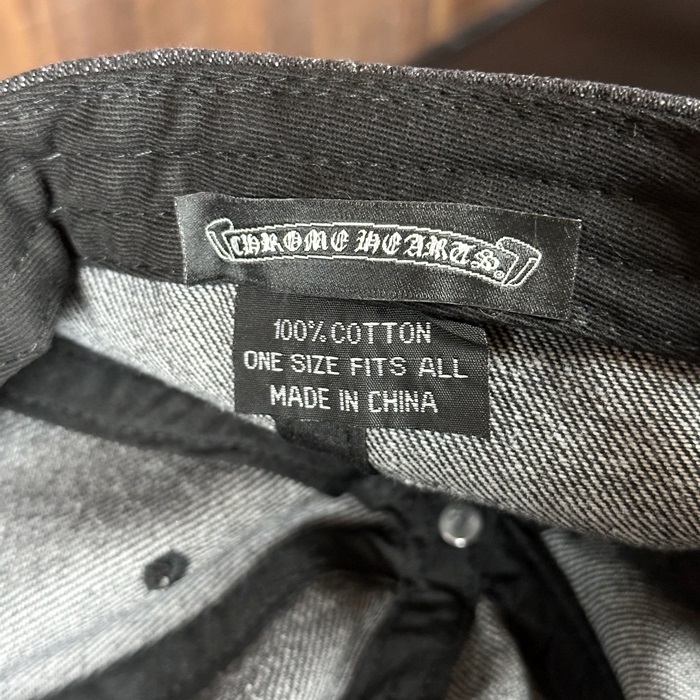 CHROME HEARTS®
100% COTTON
ONE SIZE FITS ALL
MADE IN CHINA